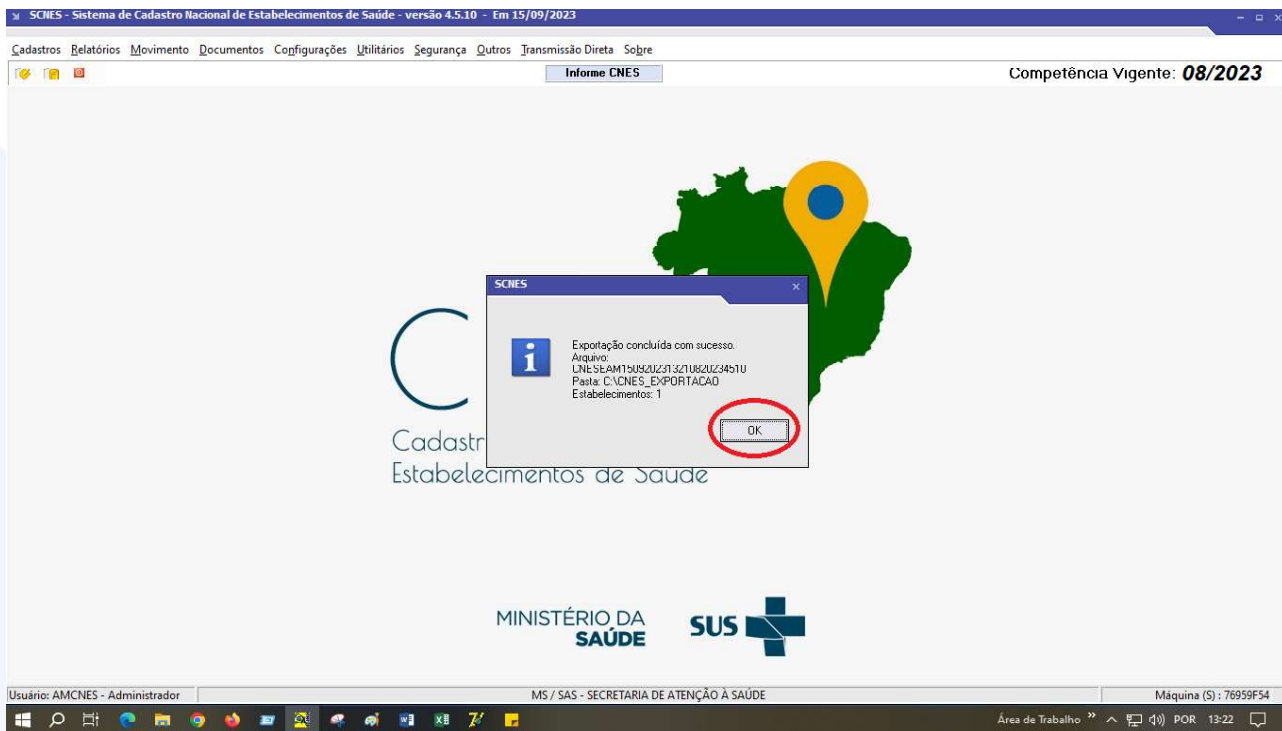 SCNES - Sistema de Cadastro Nacional de Estabelecimentos de Saúde - versão 4.5.10 - Em 15/09/2023
Cadastros Relatórios Movimento Documentos Configurações Utilitários Segurança Outros Transmissão Direta Sobre
Informe CNES
Competência Vigente: 08/2023
SCNES
Exportação concluída com sucesso.
Arquivo:
Pasta: C:\CNES_EXPORTACAO
Estabelecimentos: 1
OK
C
Cadastr
Estabelecimentos de Saúde
MINISTÉRIO DA
SAÚDE
SUS
Usuário: AMCNES - Administrador
MS / SAS - SECRETARIA DE ATENÇÃO À SAÚDE
Máquina (S) : 76959F54
Área de Trabalho
POR
13:22